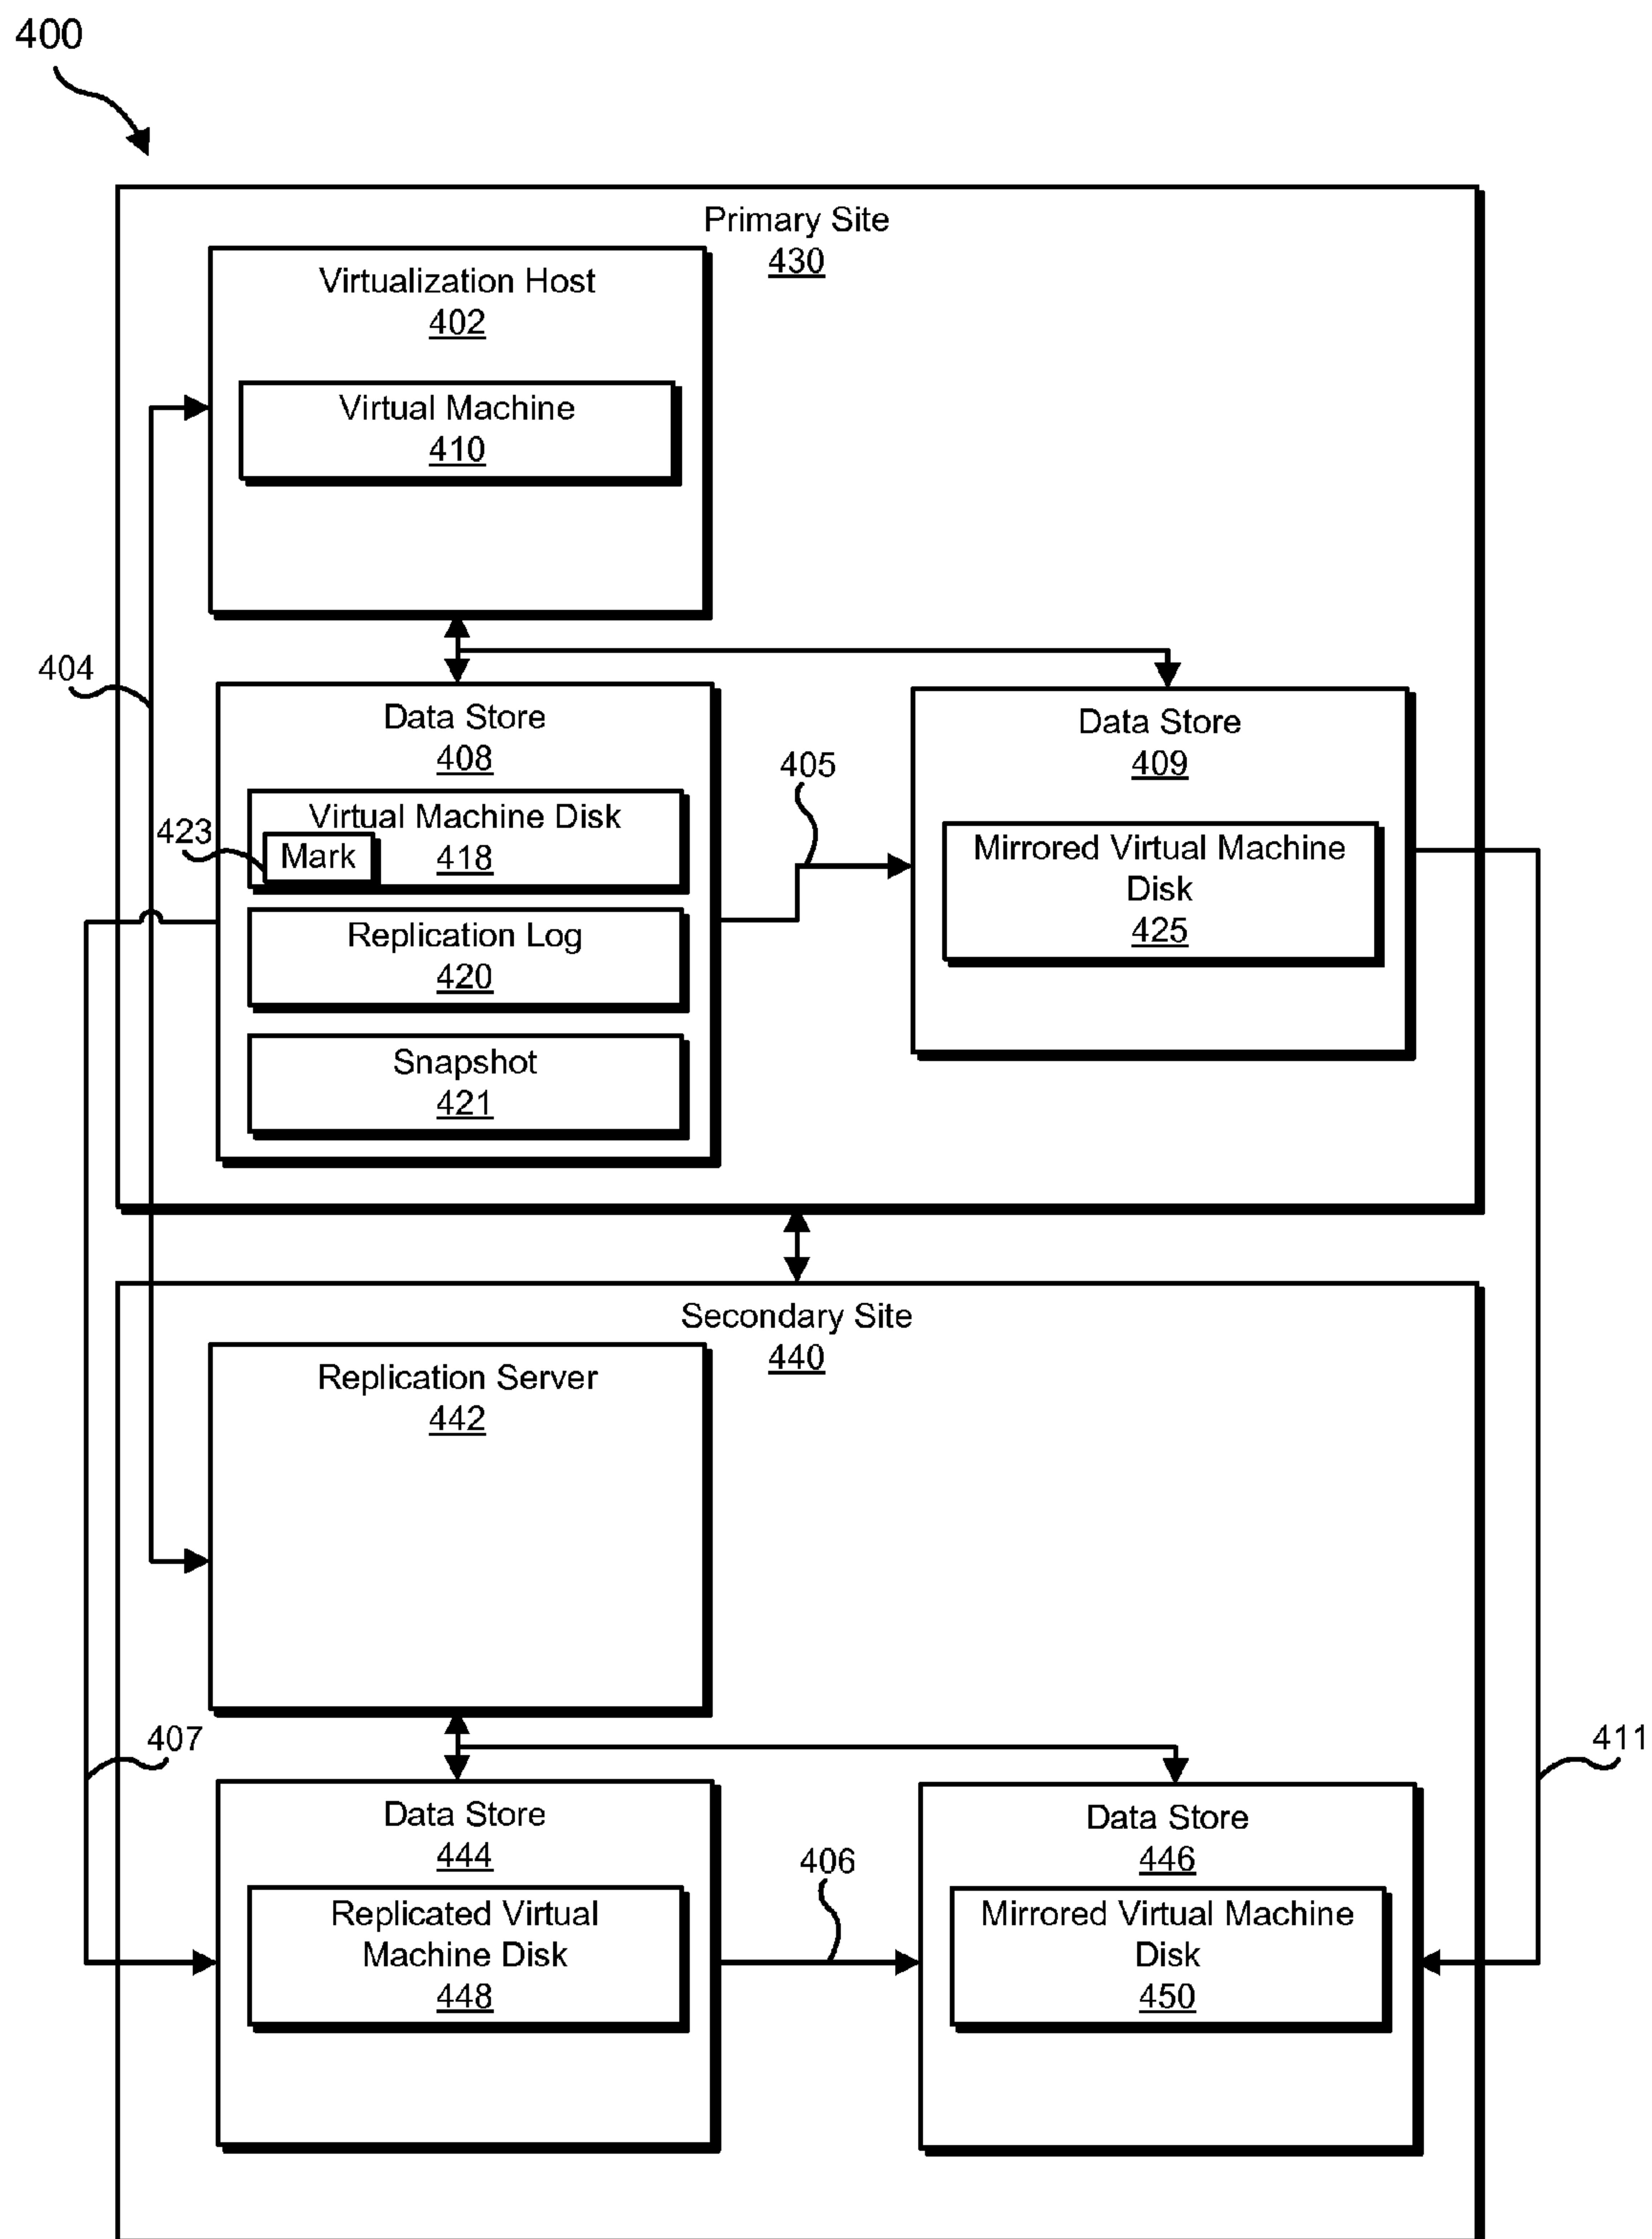 400
Primary Site
430
Virtualization Host
402
Virtual Machine
410
404
Data Store
408
Virtual Machine Disk
418
423
Mark
Replication Log
420
Snapshot
421
405
Data Store
409
Mirrored Virtual Machine
Disk
425
Secondary Site
440
Replication Server
442
407
411
Data Store
444
Replicated Virtual
Machine Disk
448
406
Data Store
446
Mirrored Virtual Machine
Disk
450